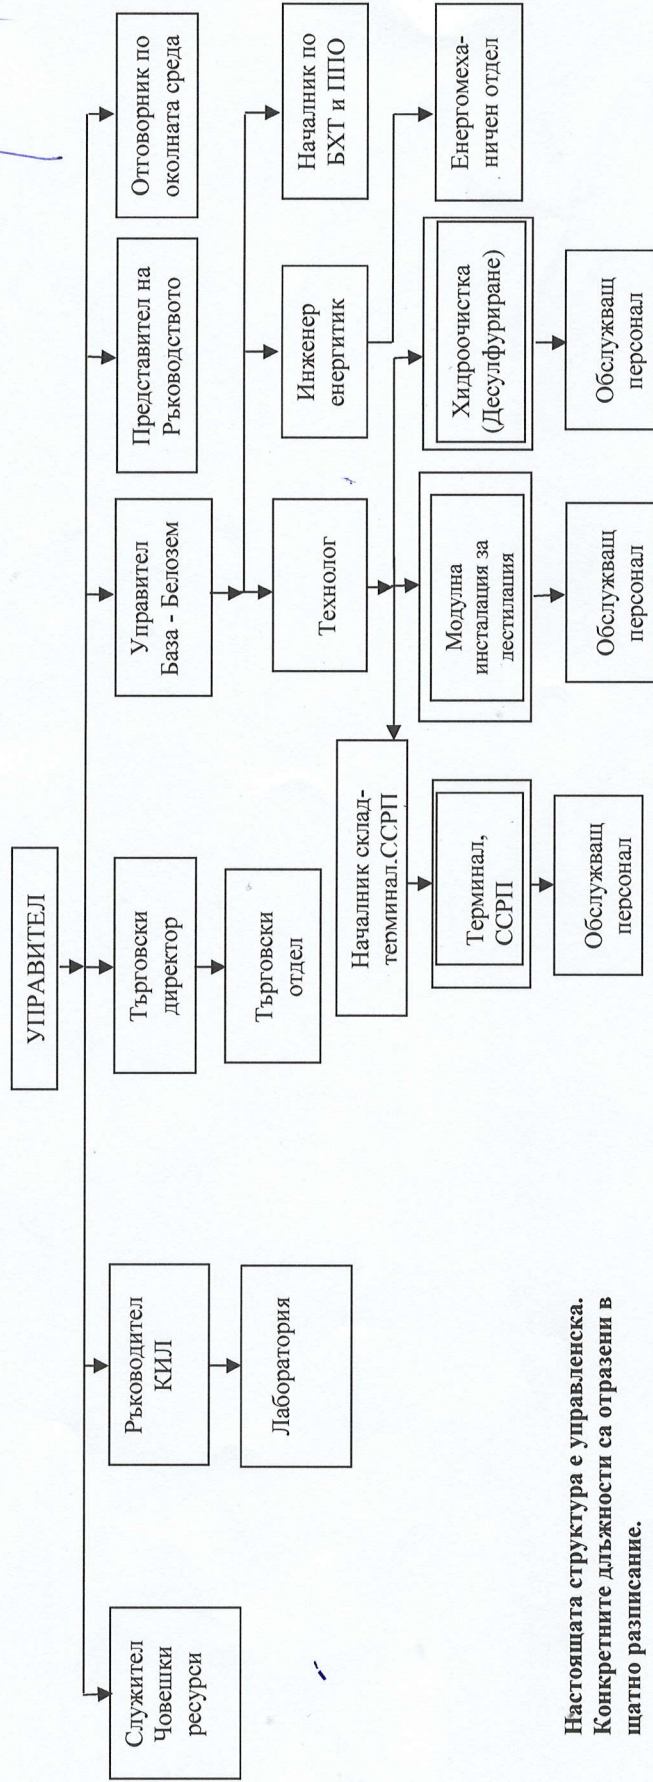 УПРАВИТЕЛ
Служител
Човешки
ресурси
Ръководител
КИЛ
Търговски
директор
Управител
База - Белозем
Представител на
Ръководството
Отговорник по
околната среда
Лаборатория
Търговски
отдел
Технолог
Инженер
енергитик
Началник по
БХТ и ППО
Началник склад-
терминал.ССРП
Терминал,
ССРП
Модулна
инсталация за
дестилация
Хидроочистка
(Десулфуриране)
Енергомеха-
ничен отдел
Обслужващ
персонал
Обслужващ
персонал
Обслужващ
персонал
Настоящата структура е управленска.
Конкретните длъжности са отразени в
щатно разписание.